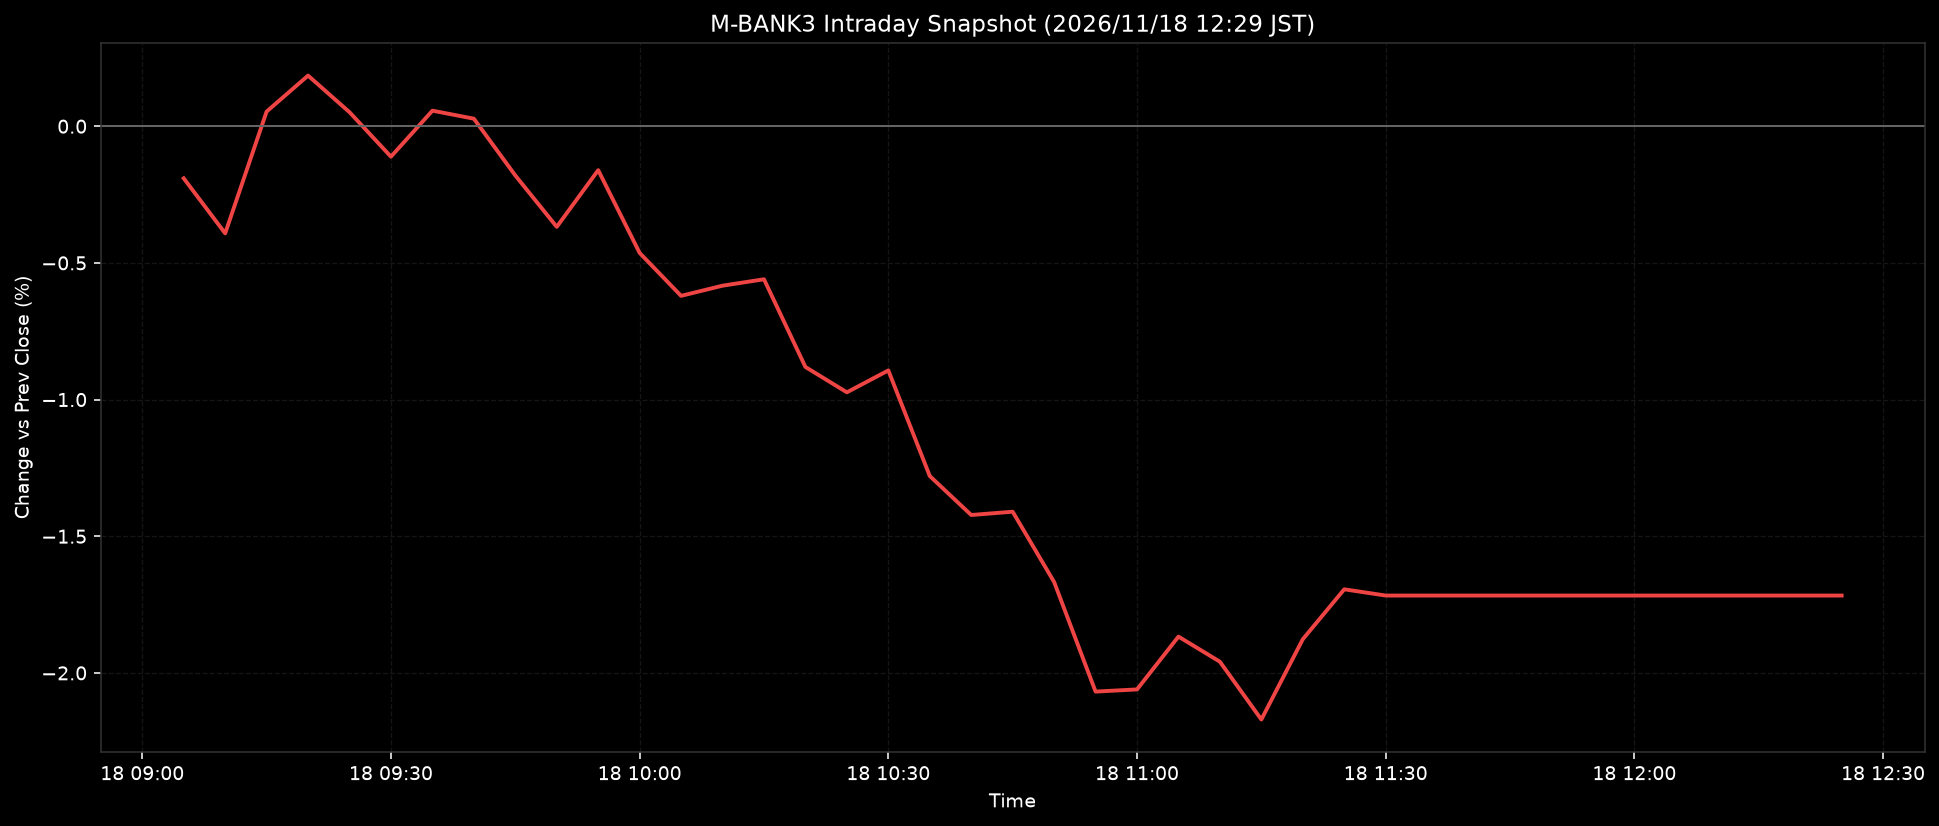 M-BANK3 Intraday Snapshot (2026/11/18 12:29 JST)
Change vs Prev Close (%)
0.0
−0.5
−1.0
−1.5
−2.0
18 09:00 18 09:30 18 10:00 18 10:30 18 11:00 18 11:30 18 12:00 18 12:30
Time